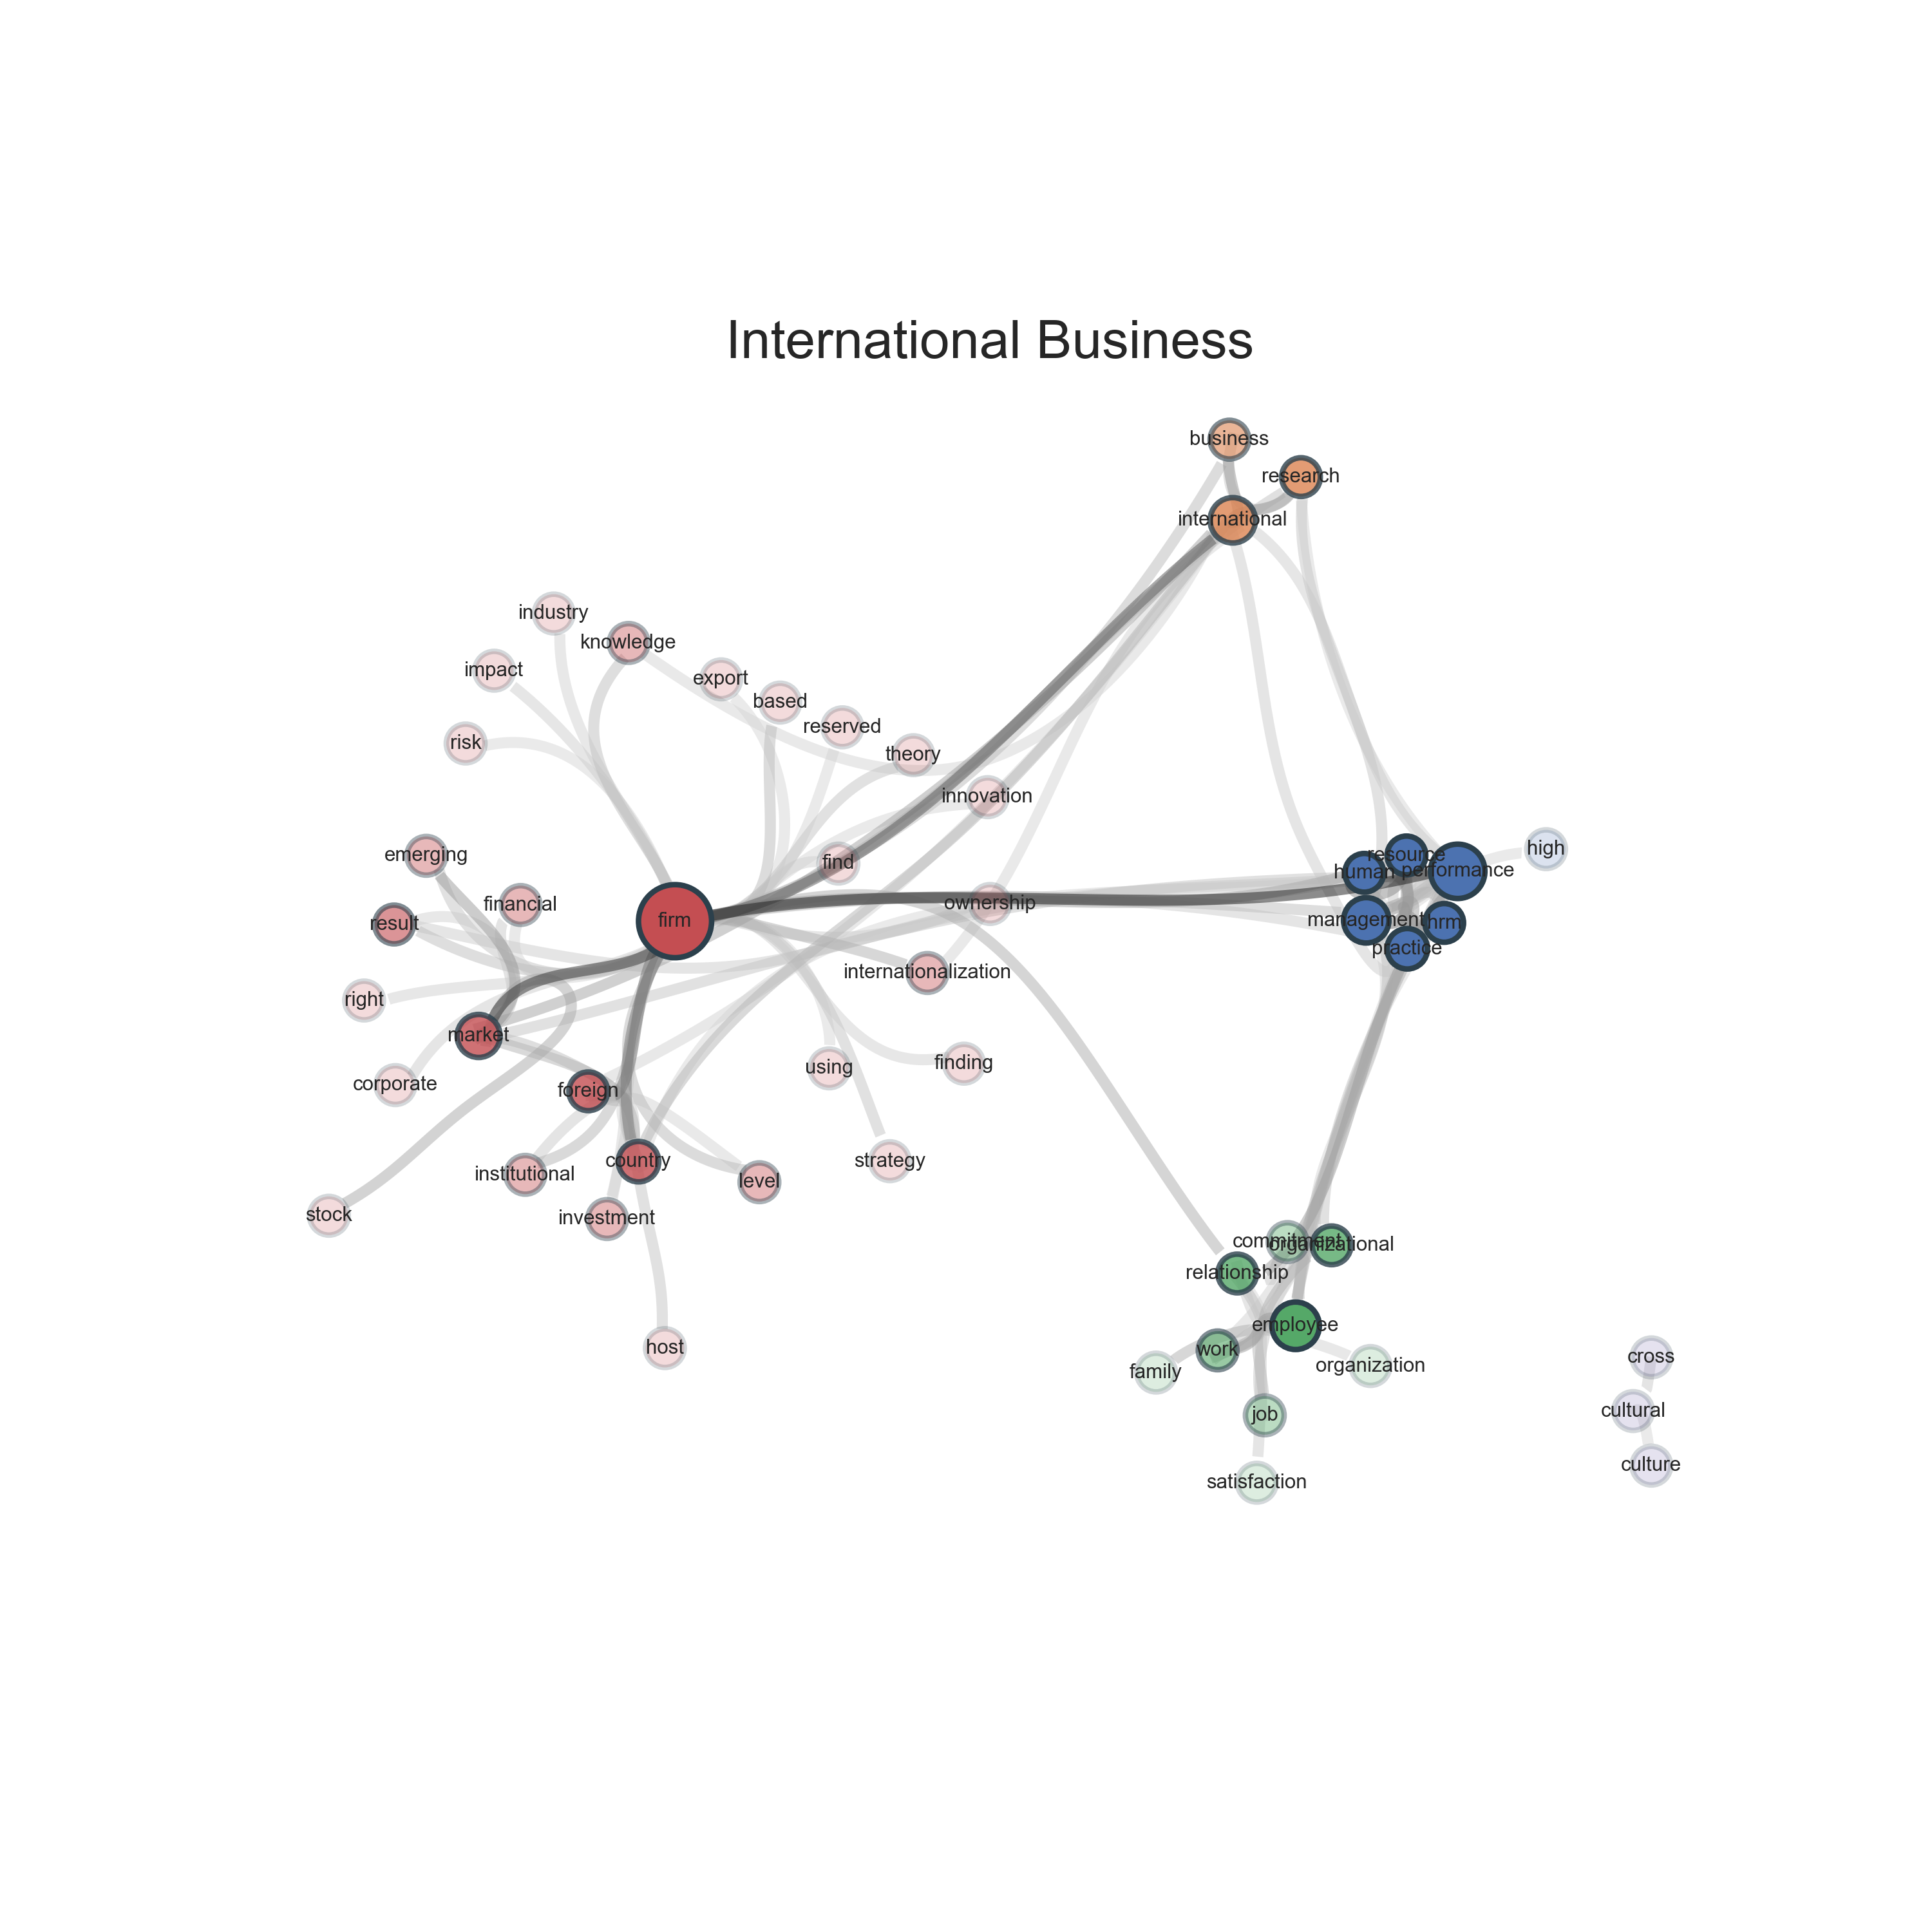 International Business
business
research
international
industry
knowledge
impact
export
based
reserved
risk
theory
innovation
emerging
find
resource
high
human
performance
financial
ownership
result
firm
management
hrm
practice
internationalization
right
market
using
finding
corporate
foreign
strategy
institutional
country
level
stock
investment
commitment
organizational
relationship
employee
host
work
family
organization
cross
job
cultural
culture
satisfaction